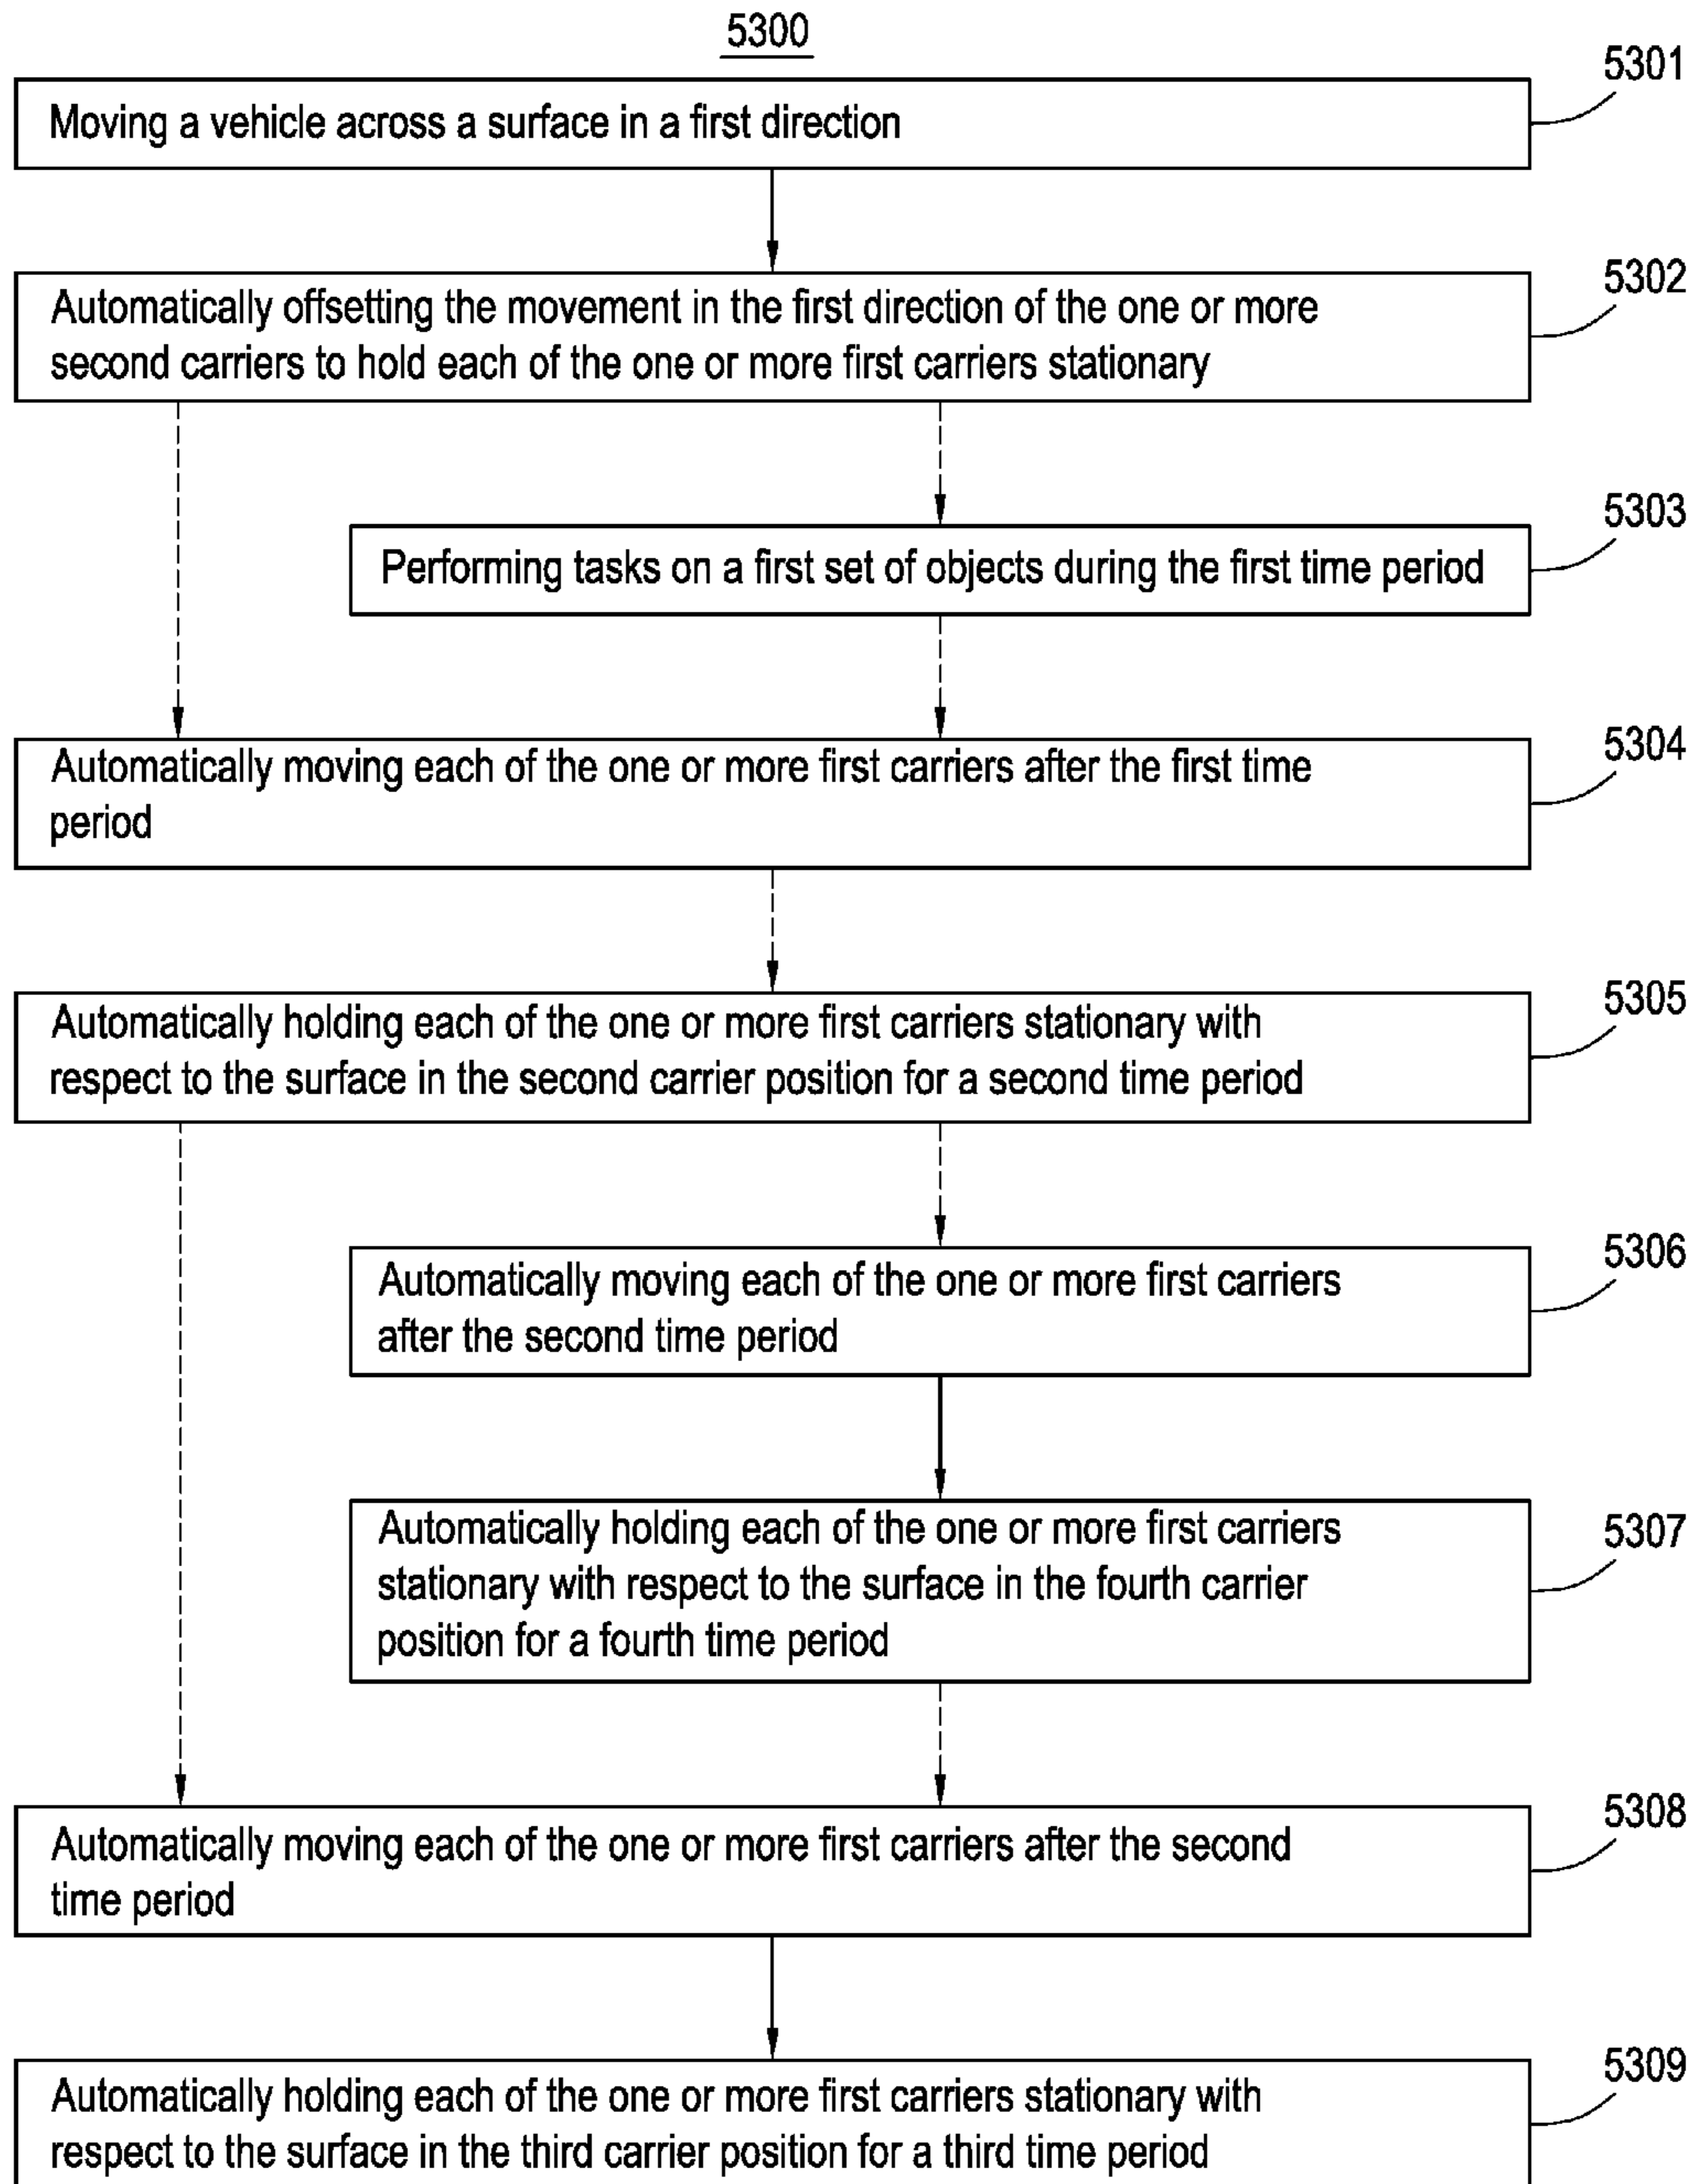 5300
5301
Moving a vehicle across a surface in a first direction
5302
Automatically offsetting the movement in the first direction of the one or more
second carriers to hold each of the one or more first carriers stationary
5303
Performing tasks on a first set of objects during the first time period
5304
Automatically moving each of the one or more first carriers after the first time
period
5305
Automatically holding each of the one or more first carriers stationary with
respect to the surface in the second carrier position for a second time period
5306
Automatically moving each of the one or more first carriers
after the second time period
5307
Automatically holding each of the one or more first carriers
stationary with respect to the surface in the fourth carrier
position for a fourth time period
5308
Automatically moving each of the one or more first carriers after the second
time period
5309
Automatically holding each of the one or more first carriers stationary with
respect to the surface in the third carrier position for a third time period